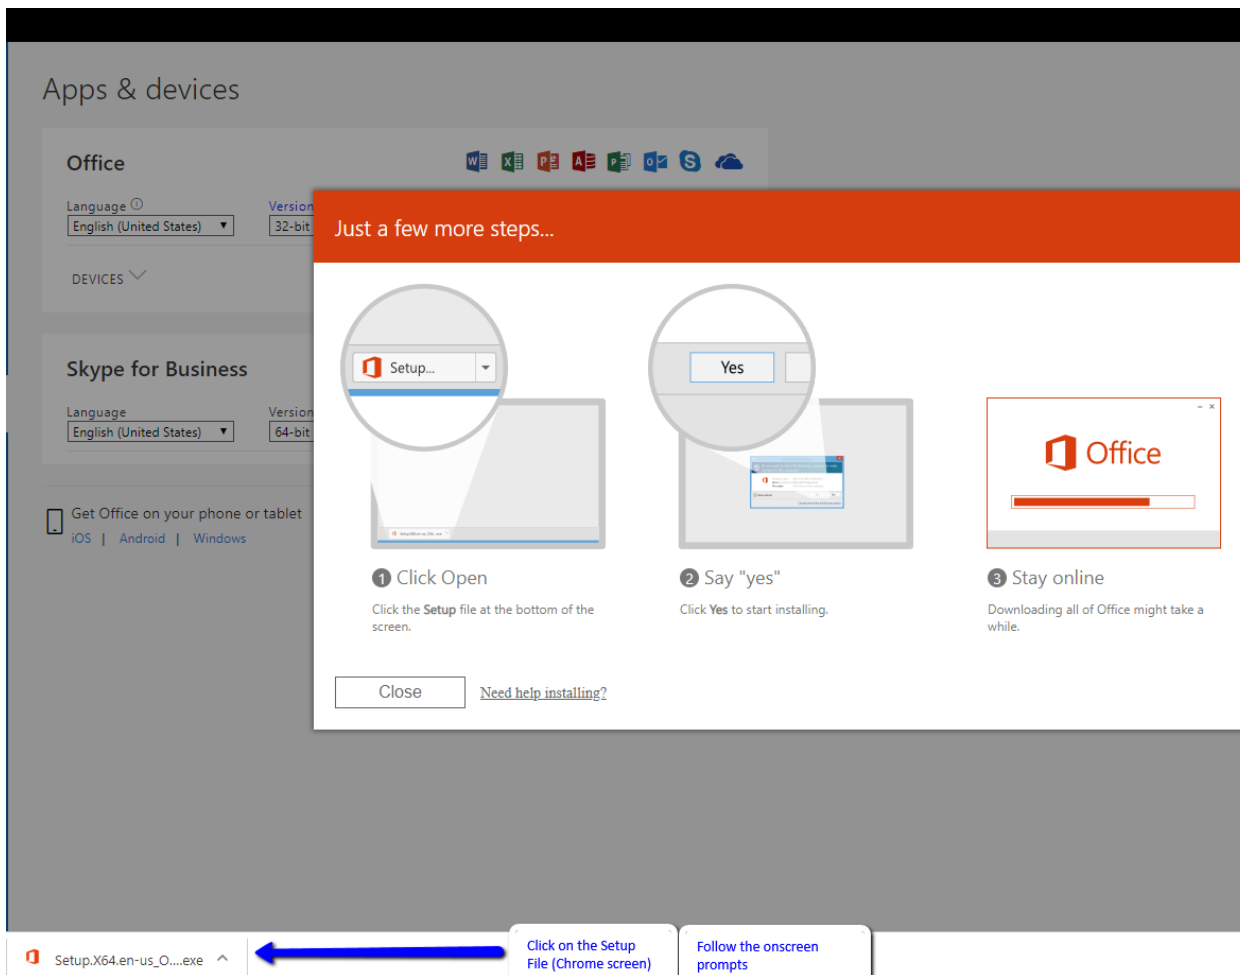 Apps & devices
Office
Language
Version
English (United States)
32-bit
DEVICES
Skype for Business
Language
Version
English (United States)
64-bit
Get Office on your phone or tablet
iOS | Android | Windows
Just a few more steps...
Setup...
Yes
Office
1 Click Open
Click the Setup file at the bottom of the
screen.
2 Say "yes"
Click Yes to start installing.
3 Stay online
Downloading all of Office might take a
while.
Close
Need help installing?
Setup.X64.en-us_O....exe
Click on the Setup
File (Chrome screen)
Follow the onscreen
prompts